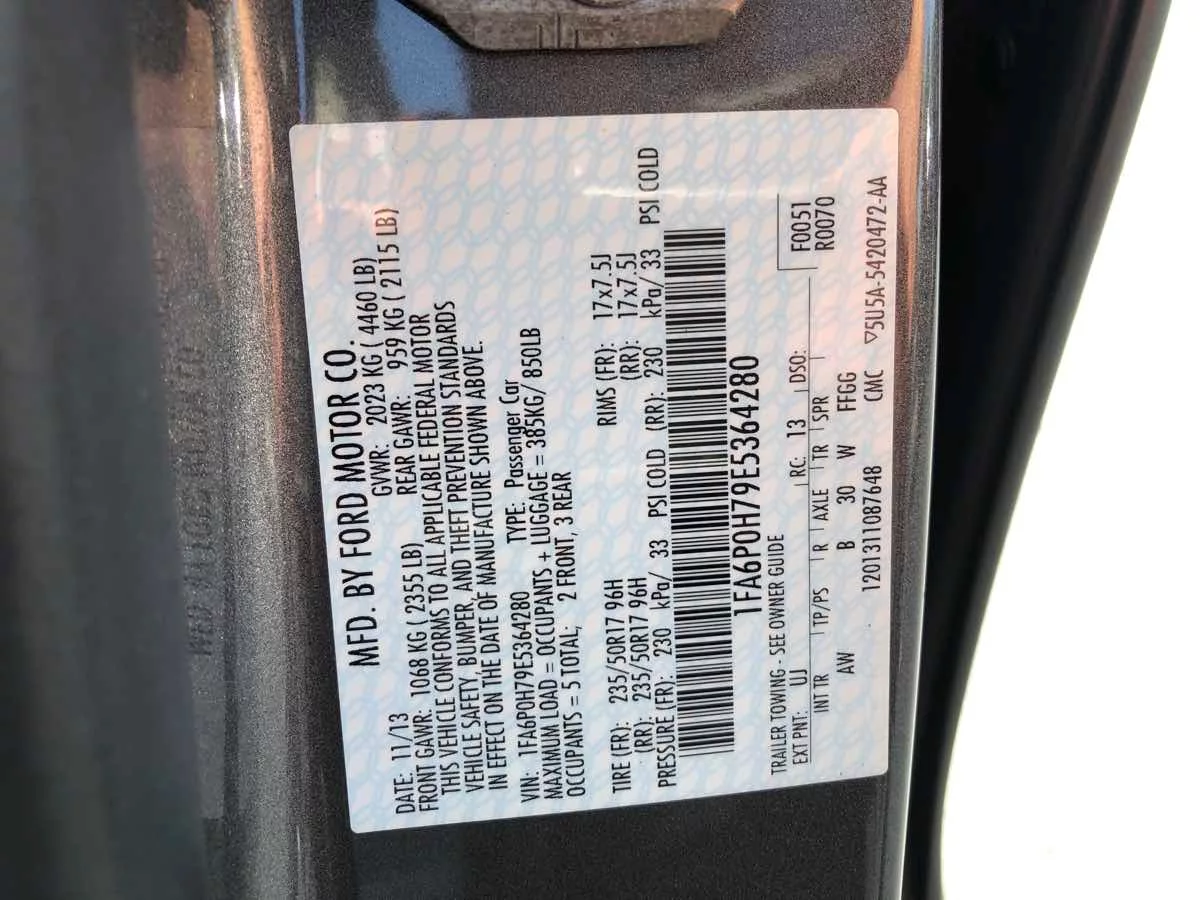 MFD. BY FORD MOTOR CO.
DATE: 11/13 GVWR: 2023 KG ( 4460 LB)
FRONT GAWR: 1068 KG ( 2355 LB) REAR GAWR: 959 KG ( 2115 LB)
THIS VEHICLE CONFORMS TO ALL APPLICABLE FEDERAL MOTOR
VEHICLE SAFETY, BUMPER, AND THEFT PREVENTION STANDARDS
IN EFFECT ON THE DATE OF MANUFACTURE SHOWN ABOVE.
VIN: 1FA6P0H79E5364280 TYPE: Passenger Car
MAXIMUM LOAD = OCCUPANTS + LUGGAGE = 385KG/ 850LB
OCCUPANTS = 5 TOTAL, 2 FRONT, 3 REAR
TIRE (FR): 235/50R17 96H RIMS (FR): 17x7.5J
(RR): 235/50R17 96H (RR): 17x7.5J
PRESSURE (FR): 230 kPa/ 33 PSI COLD (RR): 230 kPa/ 33 PSI COLD
1FA6P0H79E5364280
TRAILER TOWING - SEE OWNER GUIDE F0051
EXT PNT: UJ RC: 13 DSO: R0070
INT TR TP/PS R AXLE TR SPR
AW B 30 W FFGG
120131108​7648 CMC ▽5U5A-5420472-AA